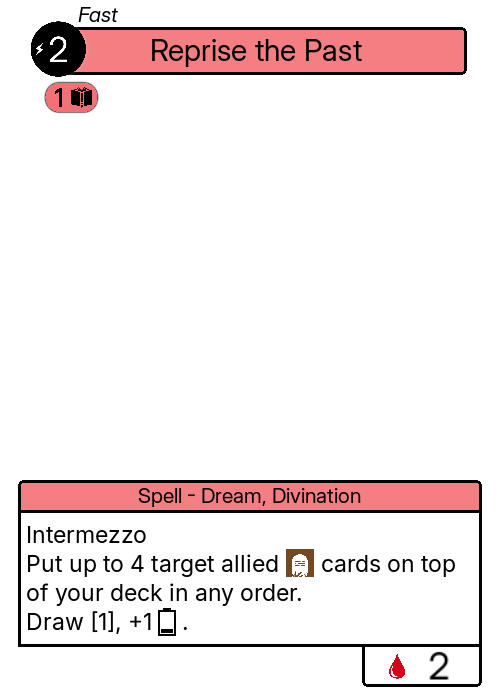 Fast
2
Reprise the Past
1
Spell - Dream, Divination
Intermezzo
Put up to 4 target allied cards on top
of your deck in any order.
Draw [1], +1 .
2